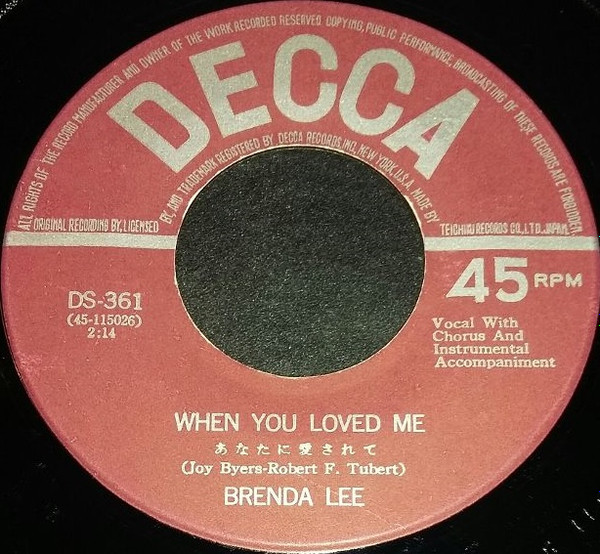 ALL RIGHTS OF THE RECORD MANUFACTURER AND OWNER OF THE WORK RECORDED RESERVED COPYING, PUBLIC PERFORMANCE, BROADCASTING OF THESE RECORDS ARE FORBIDDEN
DECCA
ORIGINAL RECORDING BY, LICENSED BY, AND TRADEMARK REGISTERED BY, DECCA RECORDS, INC, NEW YORK, U.S.A. MADE BY TEICHIKU RECORDS CO., LTD. JAPAN.
45 RPM
DS-361
(45-115026)
2:14
Vocal With
Chorus And
Instrumental
Accompaniment
WHEN YOU LOVED ME
あなたに愛されて
(Joy Byers-Robert F. Tubert)
BRENDA LEE